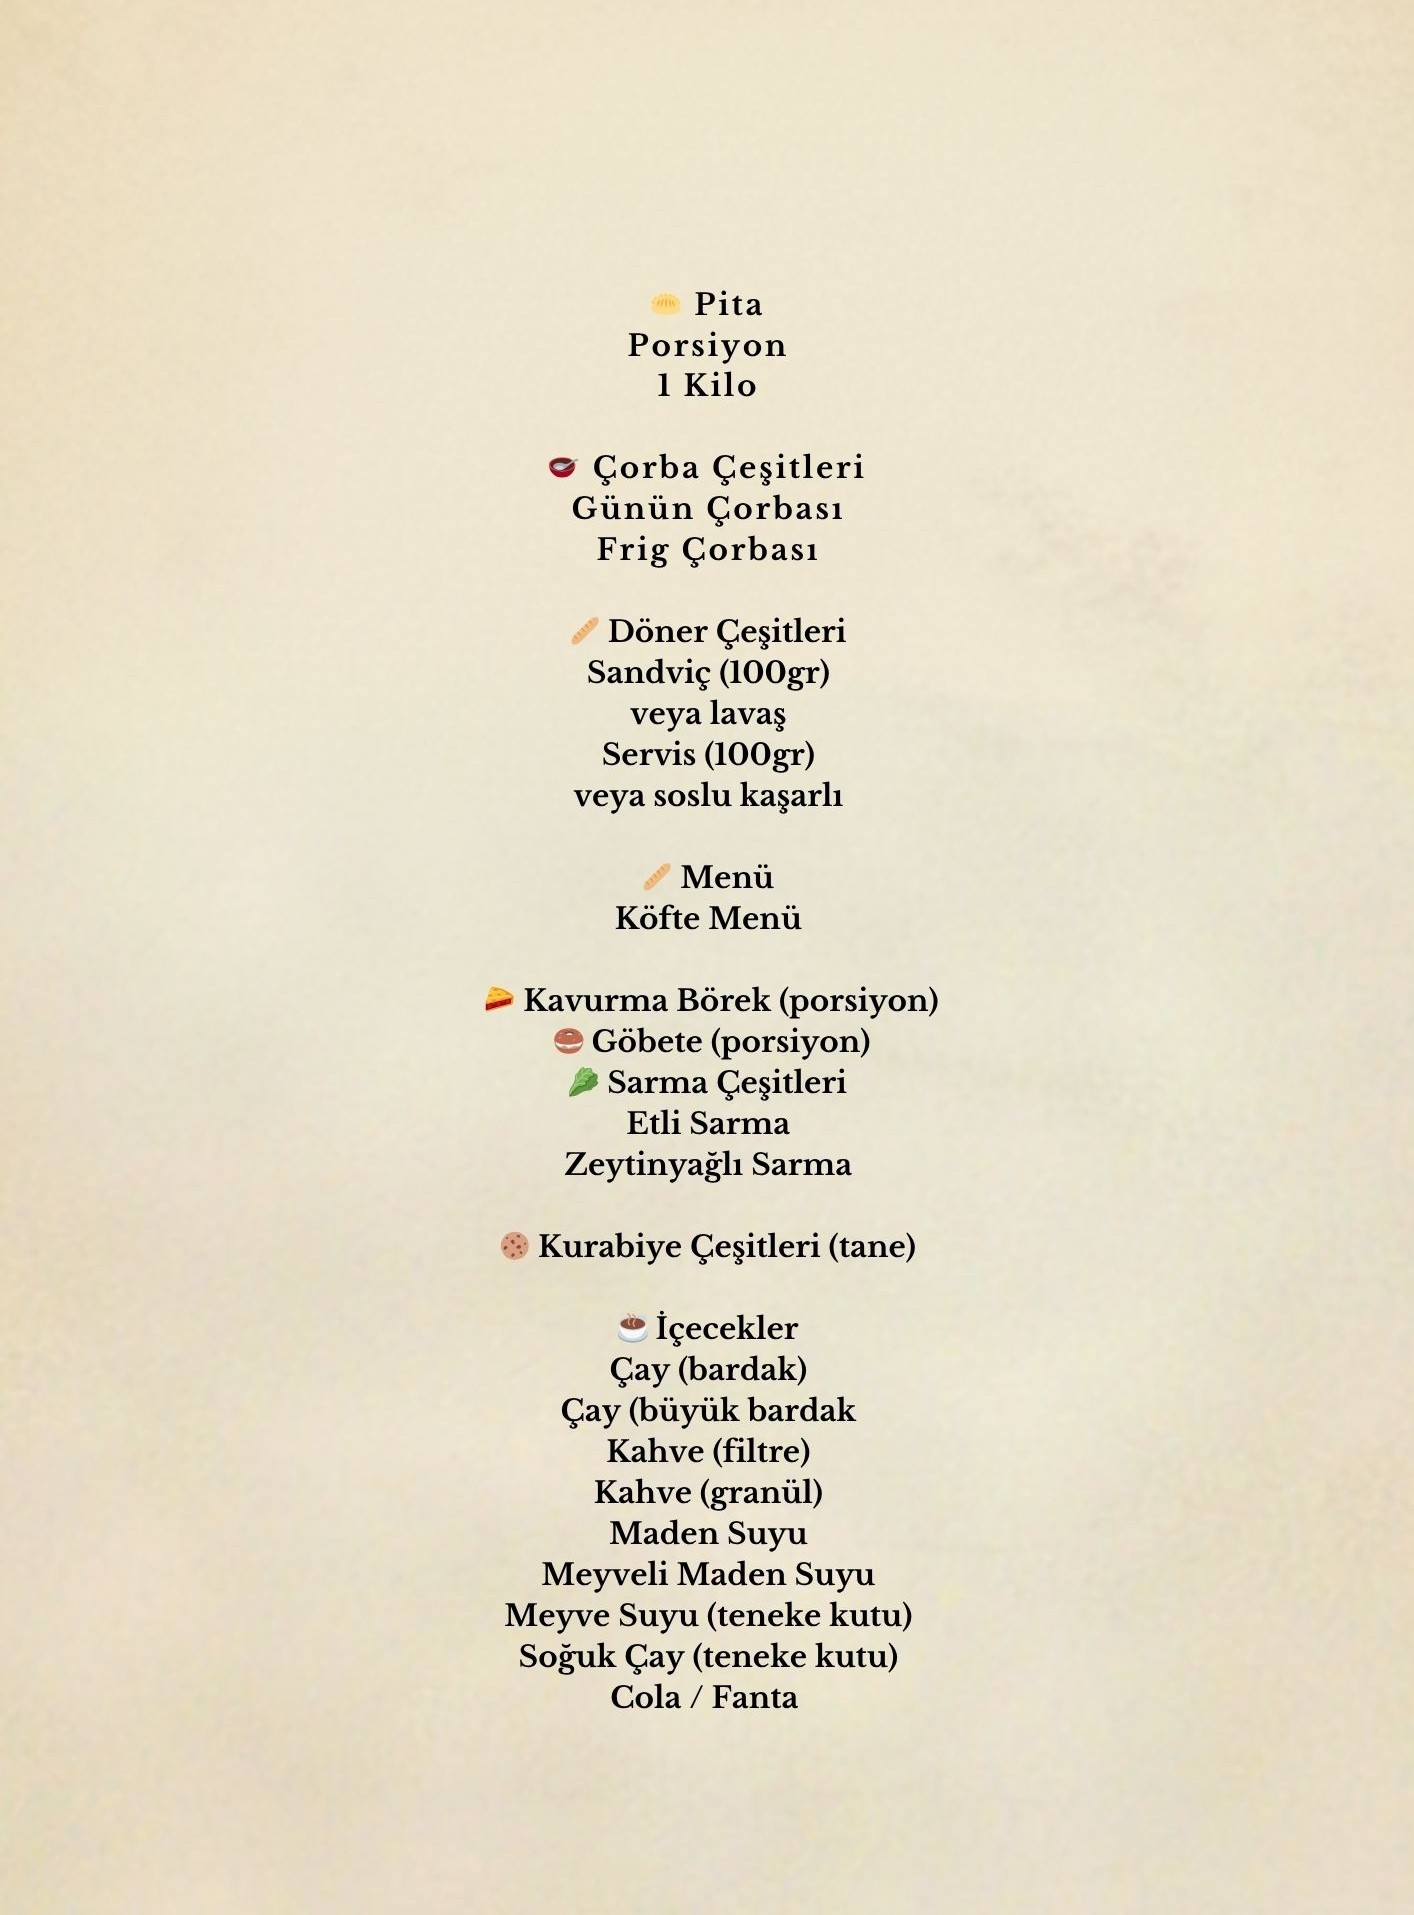 🥟 Pita
Porsiyon
1 Kilo
🥣 Çorba Çeşitleri
Günün Çorbası
Frig Çorbası
🥖 Döner Çeşitleri
Sandviç (100gr)
veya lavaş
Servis (100gr)
veya soslu kaşarlı
🥖 Menü
Köfte Menü
Kavurma Börek (porsiyon)
Göbete (porsiyon)
🥬 Sarma Çeşitleri
Etli Sarma
Zeytinyağlı Sarma
🍪 Kurabiye Çeşitleri (tane)
☕ İçecekler
Çay (bardak)
Çay (büyük bardak
Kahve (filtre)
Kahve (granül)
Maden Suyu
Meyveli Maden Suyu
Meyve Suyu (teneke kutu)
Soğuk Çay (teneke kutu)
Cola / Fanta